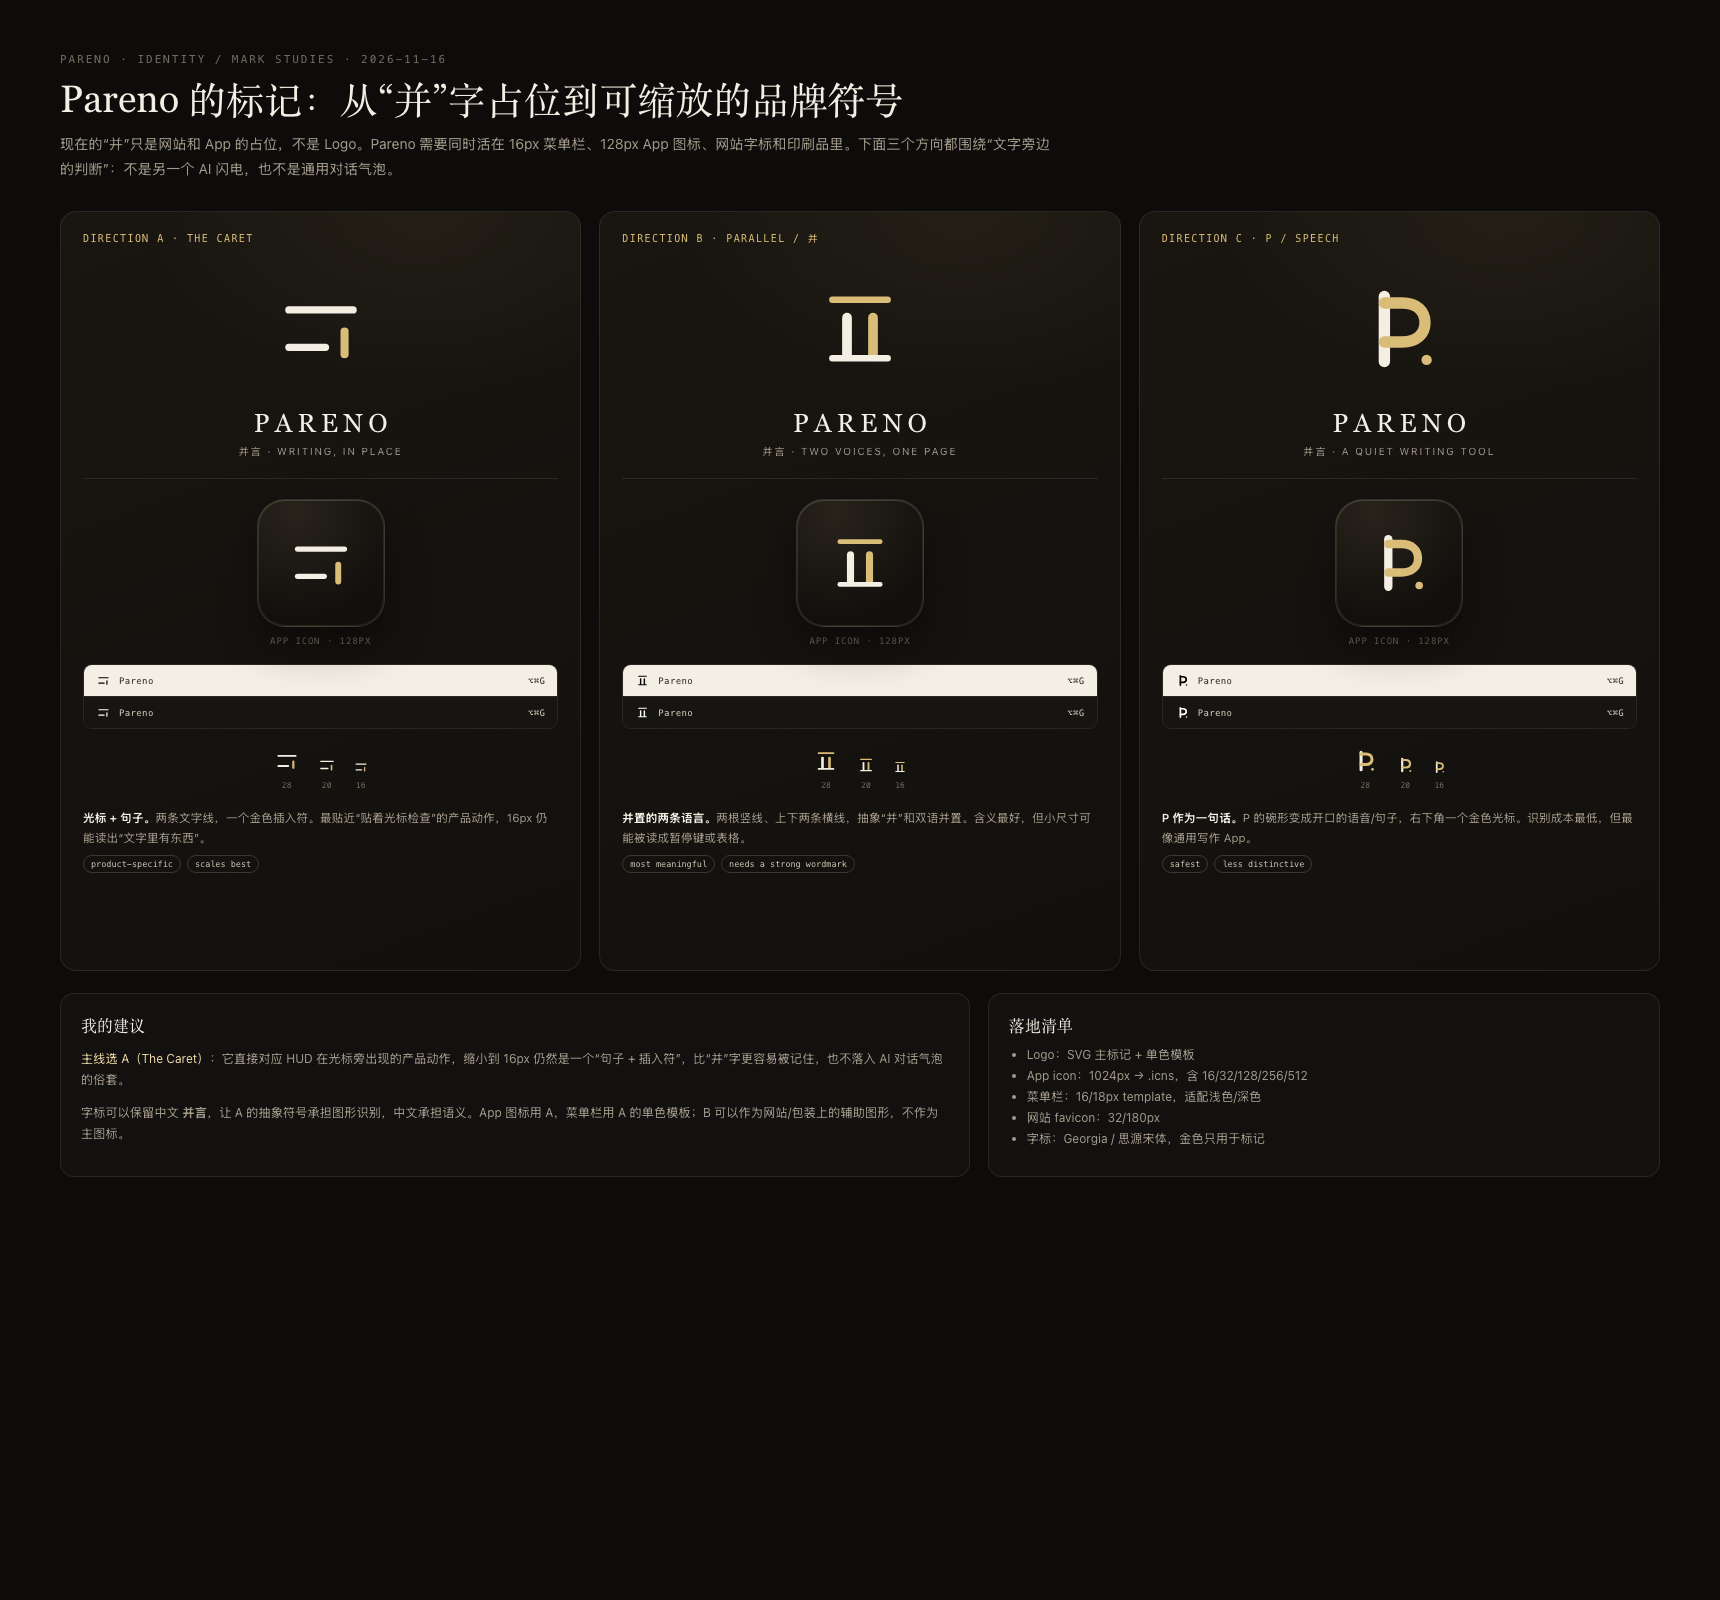 PARENO · IDENTITY / MARK STUDIES · 2026-11-16
Pareno 的标记：从“并”字占位到可缩放的品牌符号
现在的“并”只是网站和 App 的占位，不是 Logo。Pareno 需要同时活在 16px 菜单栏、128px App 图标、网站字标和印刷品里。下面三个方向都围绕“文字旁边
的判断”：不是另一个 AI 闪电，也不是通用对话气泡。
DIRECTION A · THE CARET
PARENO
并言 · WRITING, IN PLACE
APP ICON · 128PX
Pareno ⌥⌘G
Pareno ⌥⌘G
28 20 16
光标 + 句子。两条文字线，一个金色插入符。最贴近“贴着光标检查”的产品动作，16px 仍
能读出“文字里有东西”。
product-specific scales best
DIRECTION B · PARALLEL / 并
PARENO
并言 · TWO VOICES, ONE PAGE
APP ICON · 128PX
Pareno ⌥⌘G
Pareno ⌥⌘G
28 20 16
并置的两条语言。两根竖线、上下两条横线，抽象“并”和双语并置。含义最好，但小尺寸可
能被读成暂停键或表格。
most meaningful needs a strong wordmark
DIRECTION C · P / SPEECH
PARENO
并言 · A QUIET WRITING TOOL
APP ICON · 128PX
Pareno ⌥⌘G
Pareno ⌥⌘G
28 20 16
P 作为一句话。P 的碗形变成开口的语音/句子，右下角一个金色光标。识别成本最低，但最
像通用写作 App。
safest less distinctive
我的建议
主线选 A（The Caret）：它直接对应 HUD 在光标旁出现的产品动作，缩小到 16px 仍然是一个“句子 + 插入符”，比“并”字更容易被记住，也不落入 AI 对话气泡
的俗套。
字标可以保留中文 并言，让 A 的抽象符号承担图形识别，中文承担语义。App 图标用 A，菜单栏用 A 的单色模板；B 可以作为网站/包装上的辅助图形，不作为
主图标。
落地清单
• Logo：SVG 主标记 + 单色模板
• App icon：1024px → .icns，含 16/32/128/256/512
• 菜单栏：16/18px template，适配浅色/深色
• 网站 favicon：32/180px
• 字标：Georgia / 思源宋体，金色只用于标记